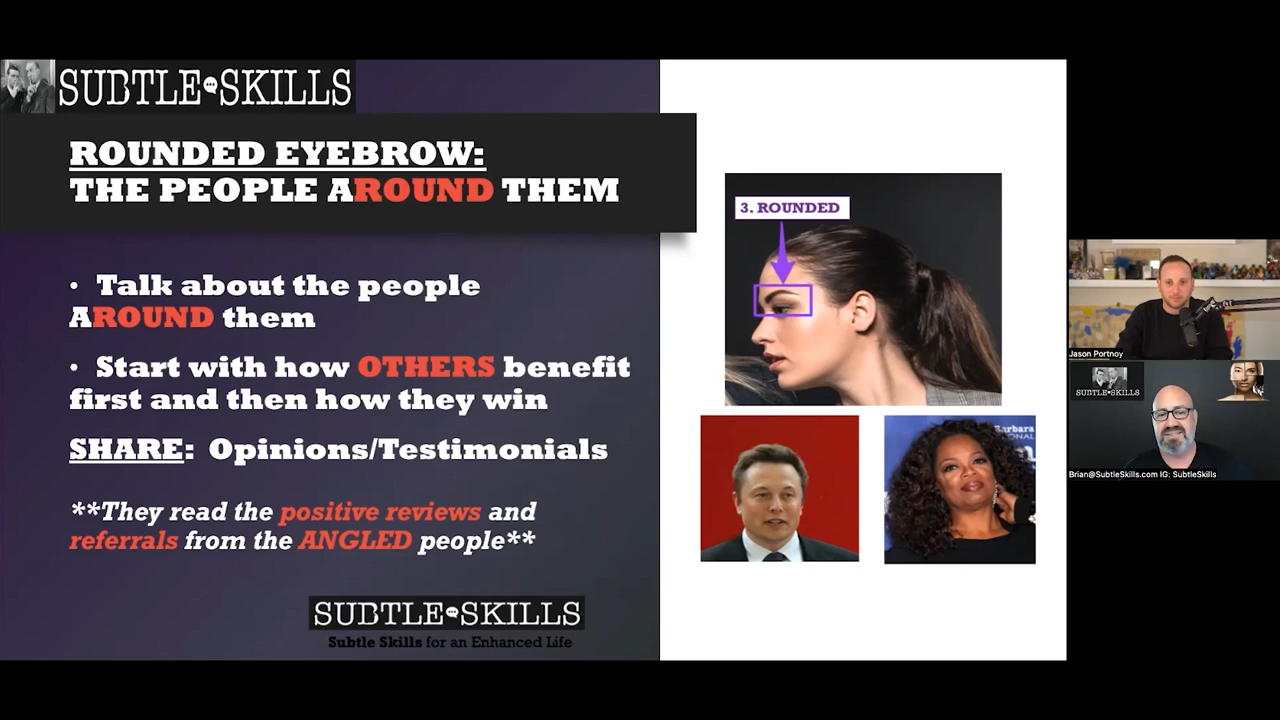 SUBTLE SKILLS
ROUNDED EYEBROW:
THE PEOPLE AROUND THEM
• Talk about the people
AROUND them
• Start with how OTHERS benefit
first and then how they win
SHARE: Opinions/Testimonials
**They read the positive reviews and
referrals from the ANGLED people**
SUBTLE SKILLS
Subtle Skills for an Enhanced Life
3. ROUNDED
Barbara
Jason Portnoy
SUBTLE SKILLS
Brian@SubtleSkills.com IG: SubtleSkills